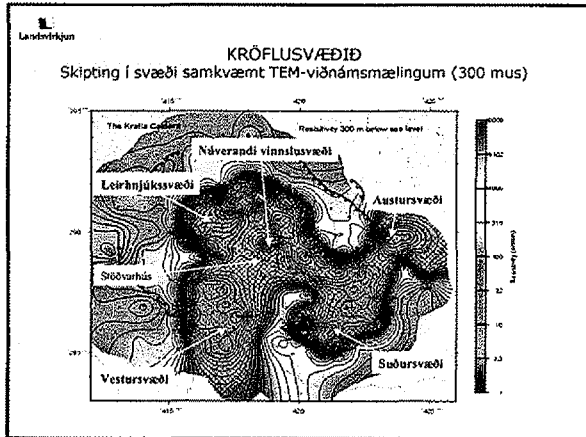 Landsvirkjun
KRÖFLUSVÆÐIÐ
Skipting í svæði samkvæmt TEM-viðnámsmælingum (300 mus)
The Krafla Caldera
Resistivity 300 m below sea level
Núverandi vinnslusvæði
Leirhnjúkssvæði
Austursvæði
Stöðvarhús
Vestursvæði
Suðursvæði